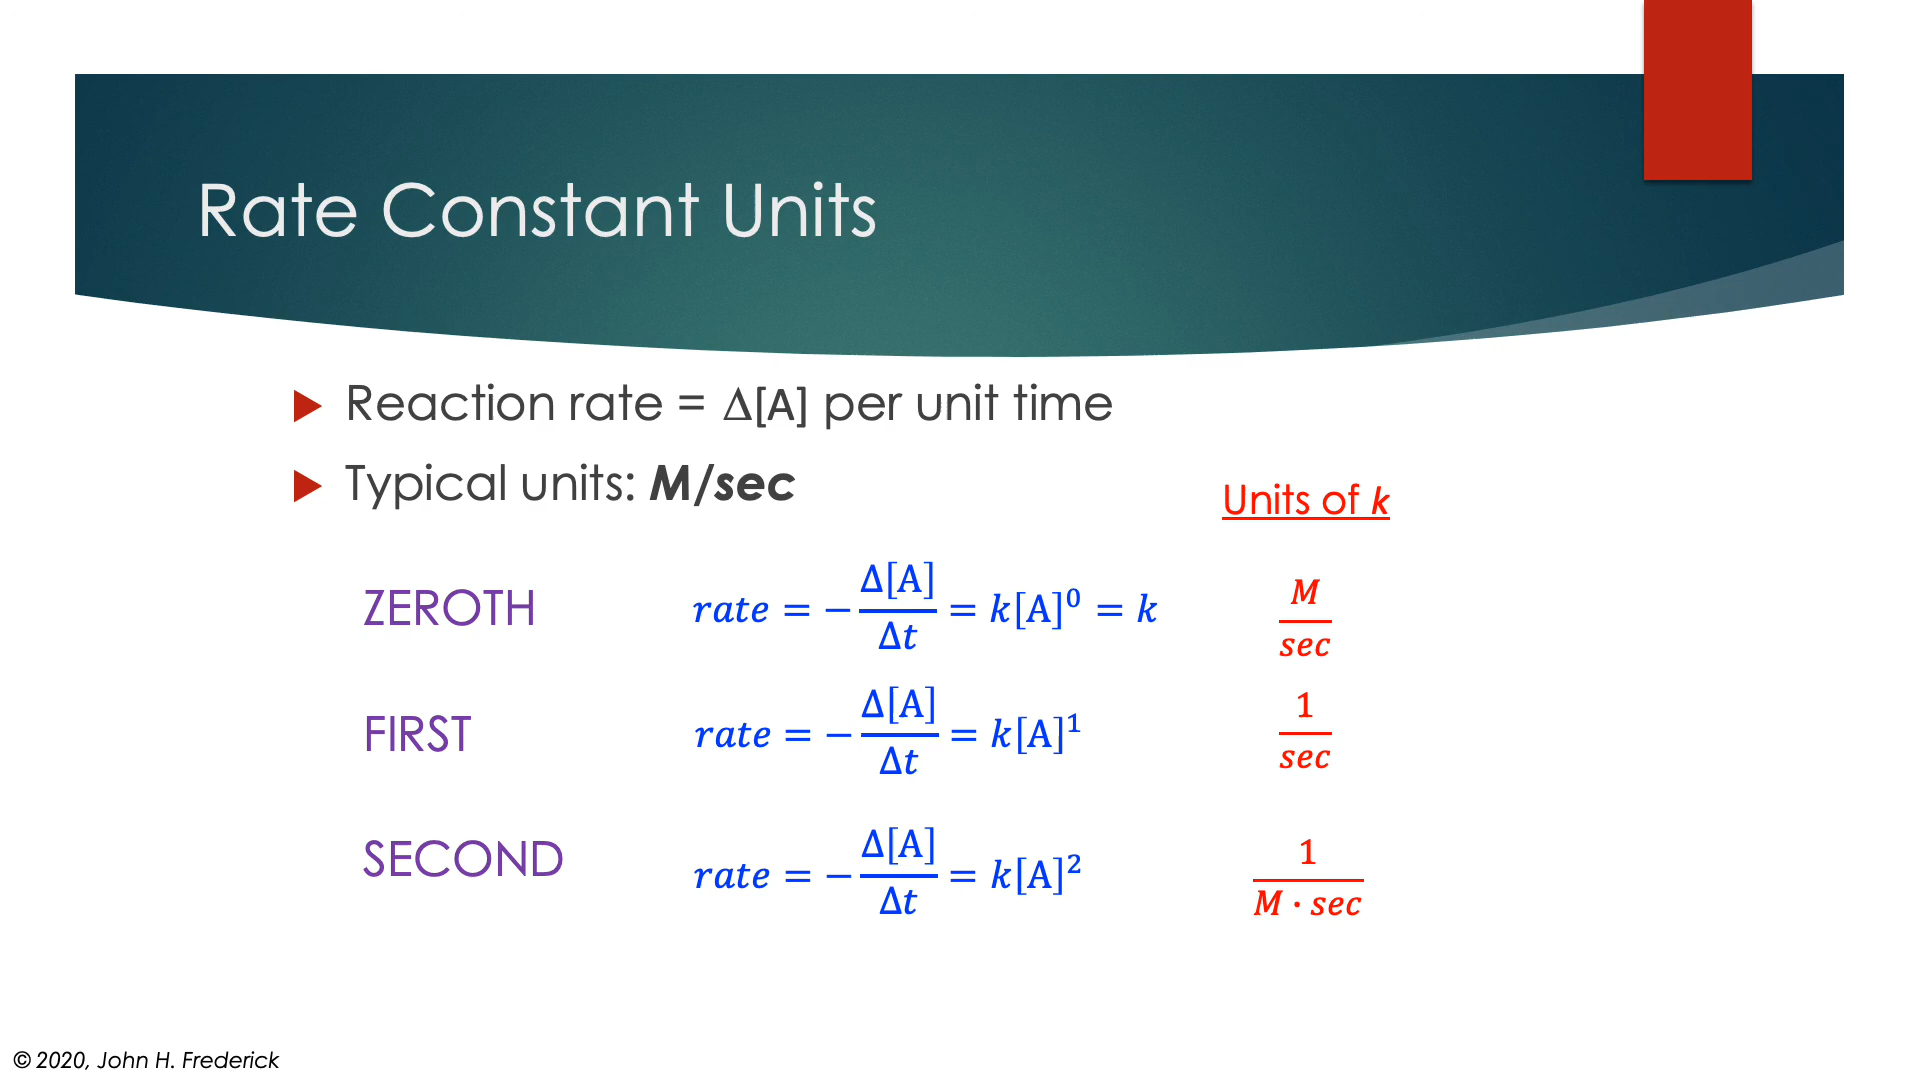 Rate Constant Units
Reaction rate = Δ[A] per unit time
Typical units: M/sec
Units of k
ZEROTH rate = − Δ[A]/Δt = k[A]⁰ = k M/sec
FIRST rate = − Δ[A]/Δt = k[A]¹ 1/sec
SECOND rate = − Δ[A]/Δt = k[A]² 1/M · sec
© 2020, John H. Frederick